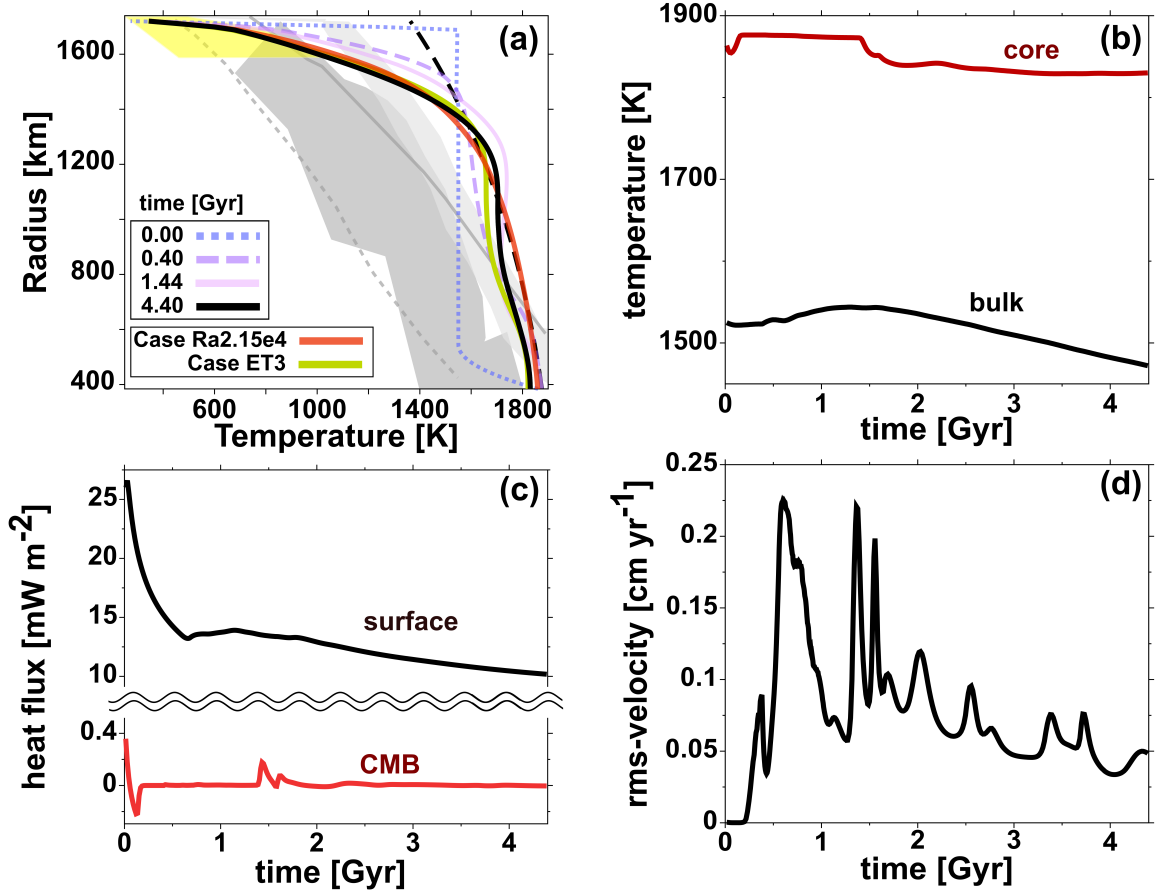 (a)
1600
1200
800
400
Radius [km]
time [Gyr]
0.00
0.40
1.44
4.40
Case Ra2.15e4
Case ET3
600
1000
1400
1800
Temperature [K]
(b)
1900
1700
1500
temperature [K]
core
bulk
0
1
2
3
4
time [Gyr]
(c)
25
20
15
10
0.4
0
heat flux [mW m-2]
surface
CMB
0
1
2
3
4
time [Gyr]
(d)
0.25
0.2
0.15
0.1
0.05
0
rms-velocity [cm yr-1]
0
1
2
3
4
time [Gyr]